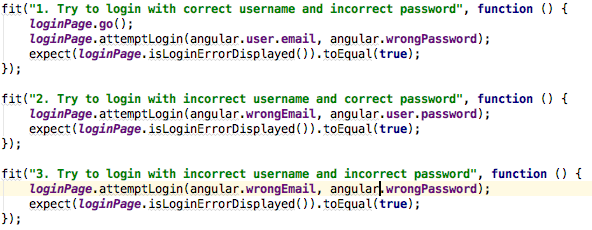 fit("1. Try to login with correct username and incorrect password", function () {
    loginPage.go();
    loginPage.attemptLogin(angular.user.email, angular.wrongPassword);
    expect(loginPage.isLoginErrorDisplayed()).toEqual(true);
});

fit("2. Try to login with incorrect username and correct password", function () {
    loginPage.attemptLogin(angular.wrongEmail, angular.user.password);
    expect(loginPage.isLoginErrorDisplayed()).toEqual(true);
});

fit("3. Try to login with incorrect username and incorrect password", function () {
    loginPage.attemptLogin(angular.wrongEmail, angular.wrongPassword);
    expect(loginPage.isLoginErrorDisplayed()).toEqual(true);
});